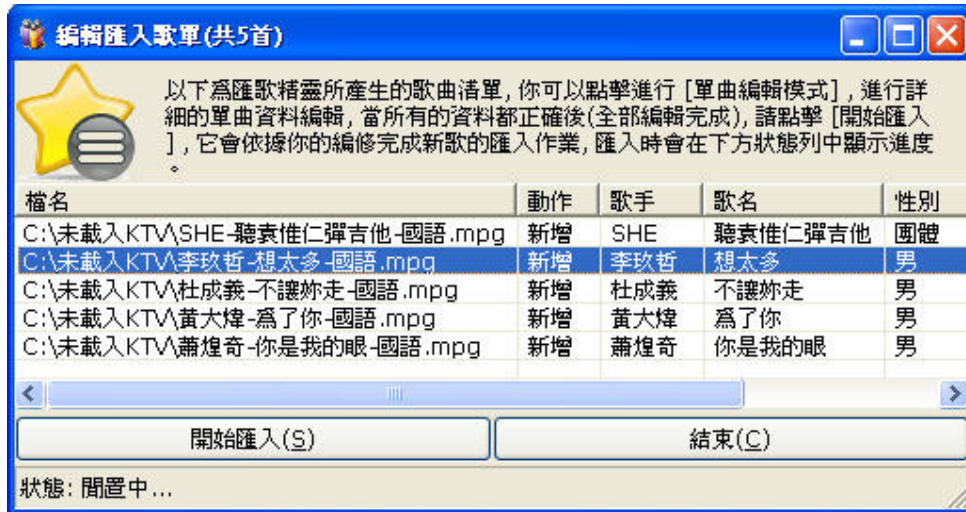 編輯匯入歌單(共5首)
以下爲匯歌精靈所產生的歌曲清單,你可以點擊進行 [單曲編輯模式] ,進行詳
細的單曲資料編輯,當所有的資料都正確後(全部編輯完成),請點擊 [開始匯入
] ,它會依據你的編修完成新歌的匯入作業,匯入時會在下方狀態列中顯示進度
。
檔名 動作 歌手 歌名 性別
C:\未載入KTV\SHE-聽袁惟仁彈吉他-國語.mpg 新增 SHE 聽袁惟仁彈吉他 團體
C:\未載入KTV\李玖哲-想太多-國語.mpg 新增 李玖哲 想太多 男
C:\未載入KTV\杜成義-不讓妳走-國語.mpg 新增 杜成義 不讓妳走 男
C:\未載入KTV\黃大煒-爲了你-國語.mpg 新增 黃大煒 爲了你 男
C:\未載入KTV\蕭煌奇-你是我的眼-國語.mpg 新增 蕭煌奇 你是我的眼 男
開始匯入(S) 結束(C)
狀態: 閒置中...